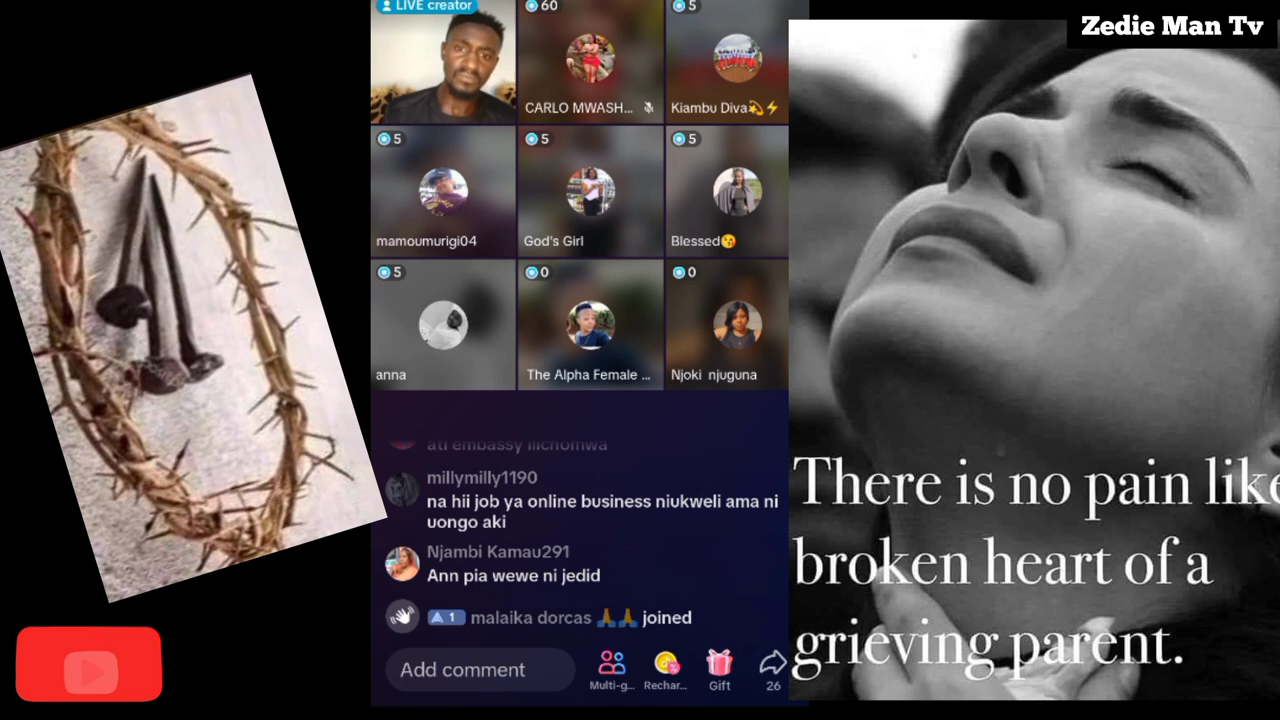 LIVE creator
60
5
CARLO MWASH...
Kiambu Diva💫⚡
5
5
5
mamoumurigi04
God's Girl
Blessed😘
5
0
0
anna
The Alpha Female ...
Njoki njuguna
ati embassy ilichomwa
millymilly1190
na hii job ya online business niukweli ama ni
uongo aki
Njambi Kamau291
Ann pia wewe ni jedid
1 malaika dorcas 🙏🙏 joined
Add comment
Multi-g...
Rechar...
Gift
26
Zedie Man Tv
There is no pain like
broken heart of a
grieving parent.